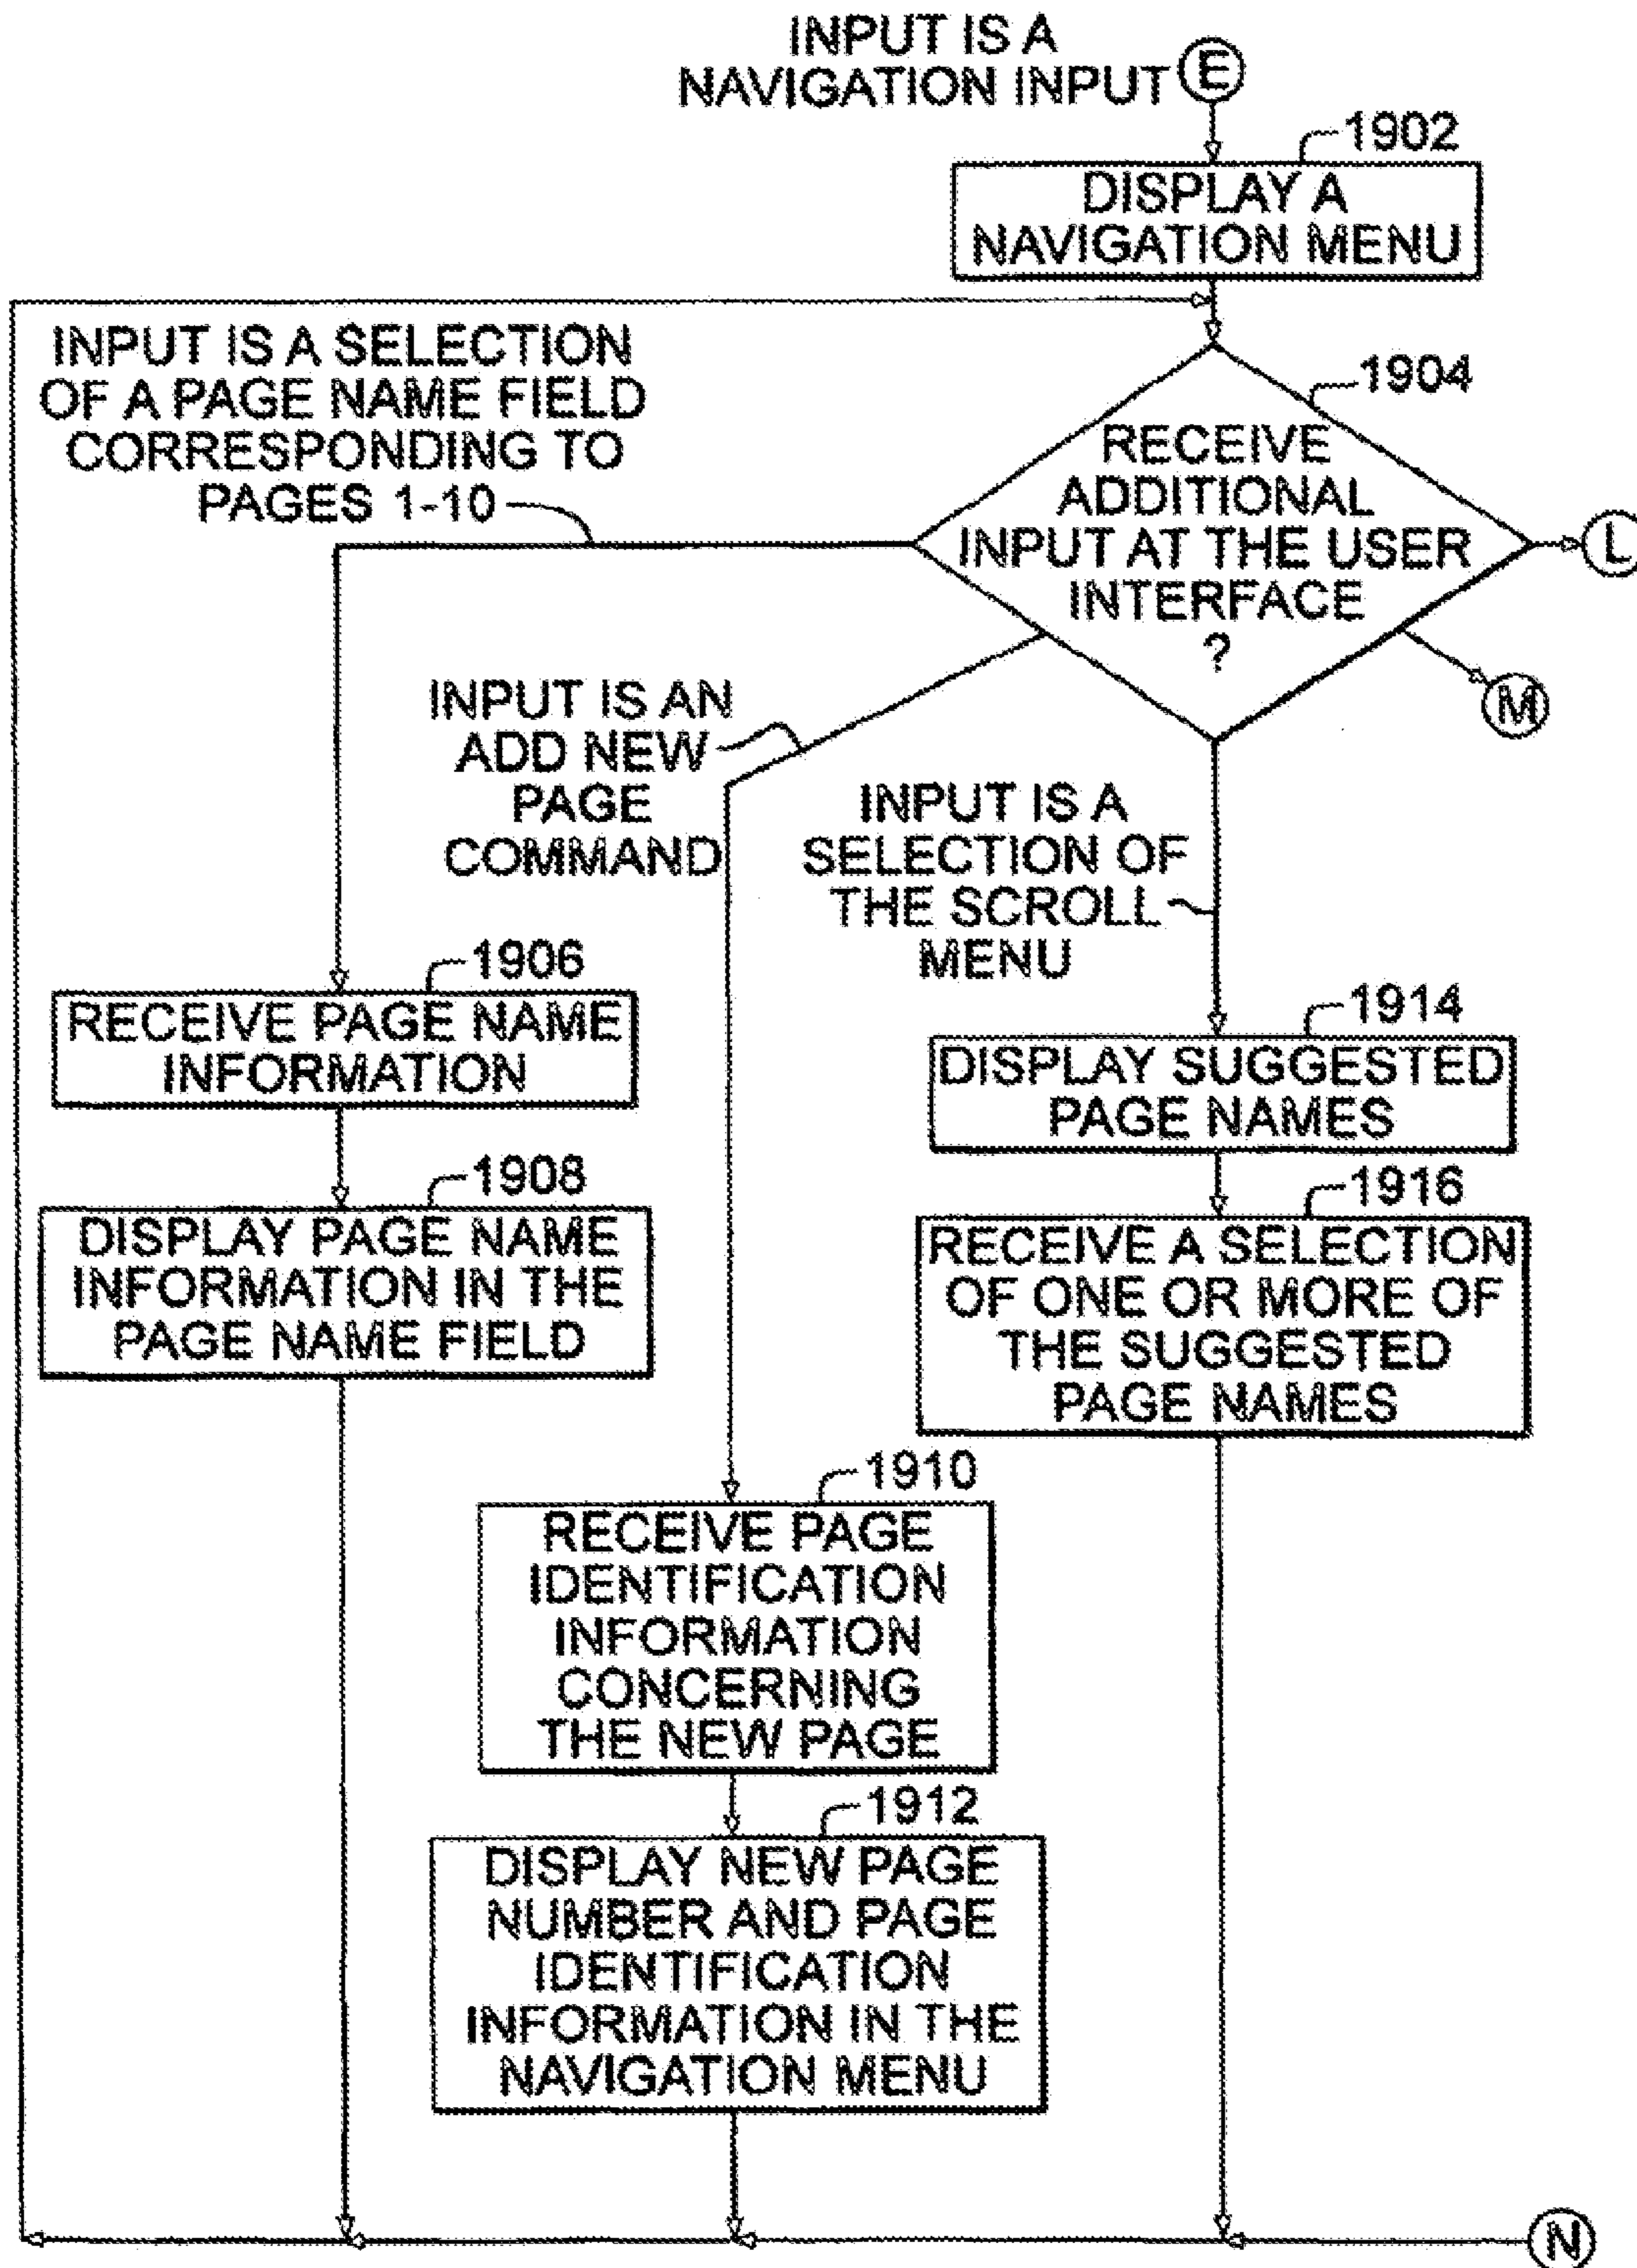 INPUT IS A
NAVIGATION INPUT
E
1902
DISPLAY A
NAVIGATION MENU
INPUT IS A SELECTION
OF A PAGE NAME FIELD
CORRESPONDING TO
PAGES 1-10
1904
RECEIVE
ADDITIONAL
INPUT AT THE USER
INTERFACE
?
L
M
INPUT IS AN
ADD NEW
PAGE
COMMAND
INPUT IS A
SELECTION OF
THE SCROLL
MENU
1906
RECEIVE PAGE NAME
INFORMATION
1908
DISPLAY PAGE NAME
INFORMATION IN THE
PAGE NAME FIELD
1914
DISPLAY SUGGESTED
PAGE NAMES
1916
RECEIVE A SELECTION
OF ONE OR MORE OF
THE SUGGESTED
PAGE NAMES
1910
RECEIVE PAGE
IDENTIFICATION
INFORMATION
CONCERNING
THE NEW PAGE
1912
DISPLAY NEW PAGE
NUMBER AND PAGE
IDENTIFICATION
INFORMATION IN THE
NAVIGATION MENU
N